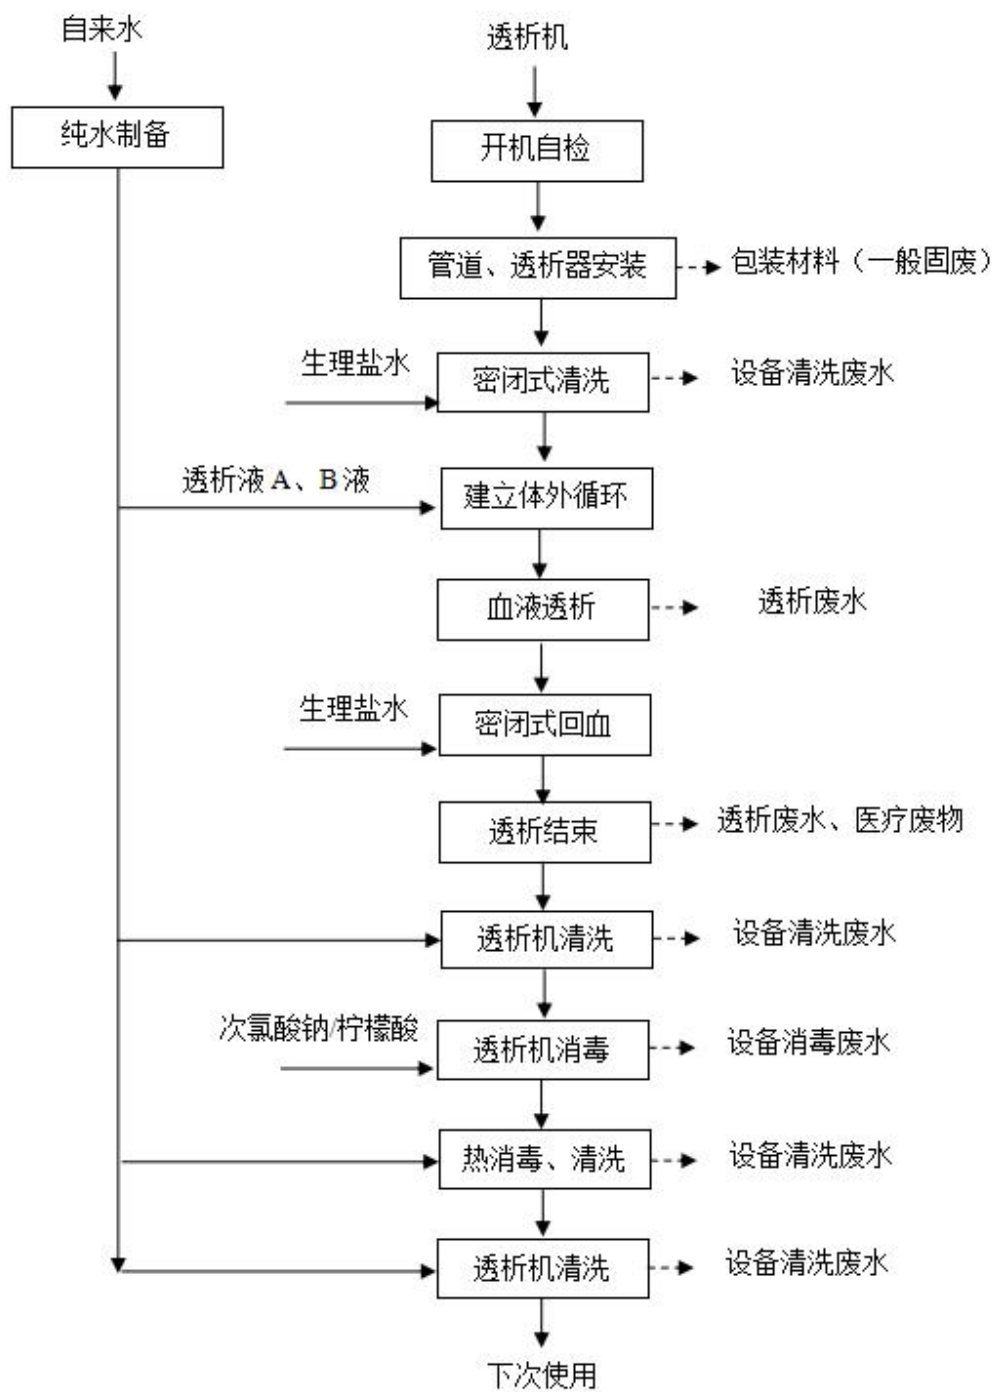 自来水
透析机
纯水制备
开机自检
管道、透析器安装
包装材料（一般固废）
生理盐水
密闭式清洗
设备清洗废水
透析液 A、B 液
建立体外循环
血液透析
透析废水
生理盐水
密闭式回血
透析结束
透析废水、医疗废物
透析机清洗
设备清洗废水
次氯酸钠/柠檬酸
透析机消毒
设备消毒废水
热消毒、清洗
设备清洗废水
透析机清洗
设备清洗废水
下次使用